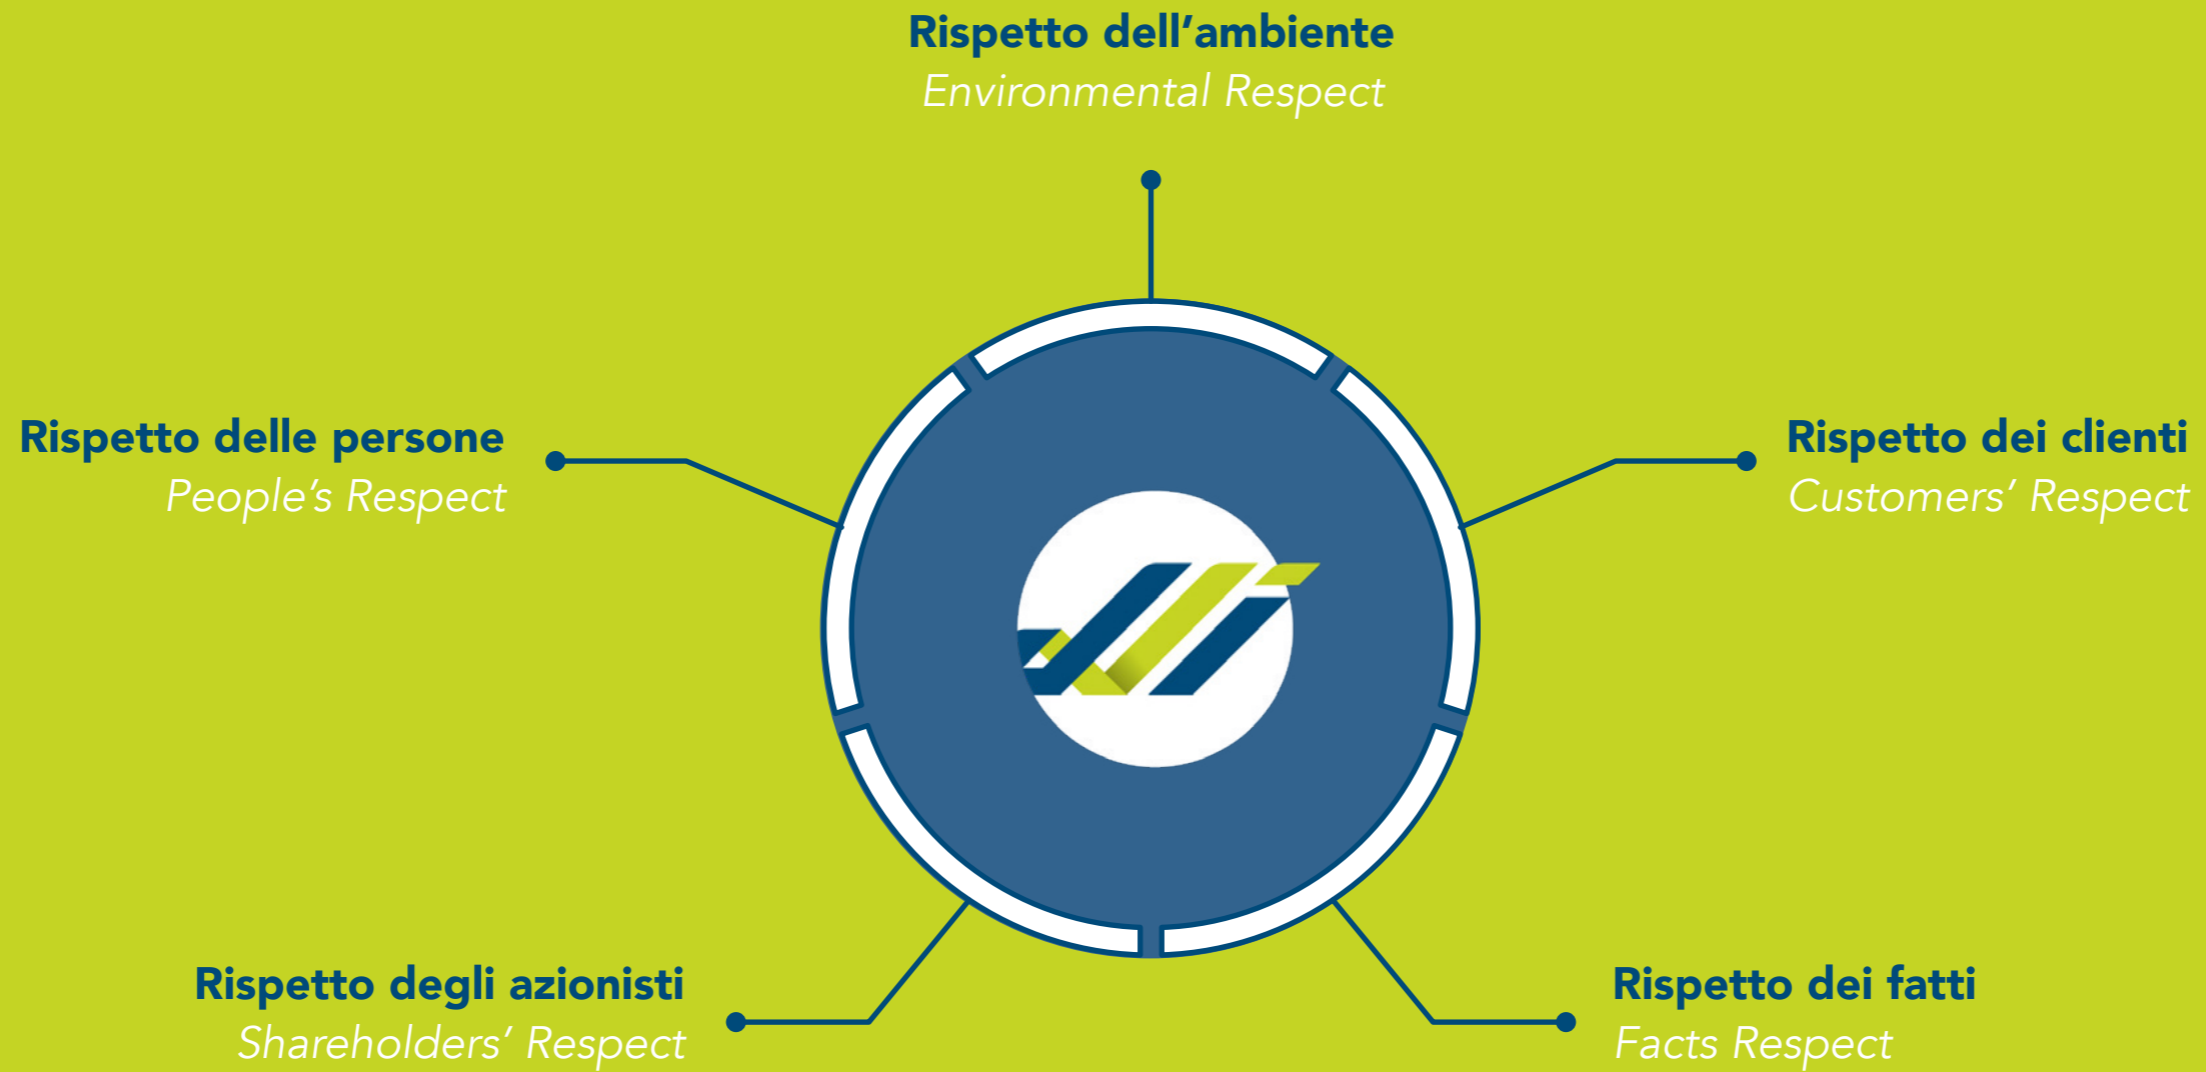 Rispetto dell’ambiente
Environmental Respect
Rispetto delle persone
People’s Respect
Rispetto dei clienti
Customers’ Respect
Rispetto degli azionisti
Shareholders’ Respect
Rispetto dei fatti
Facts Respect